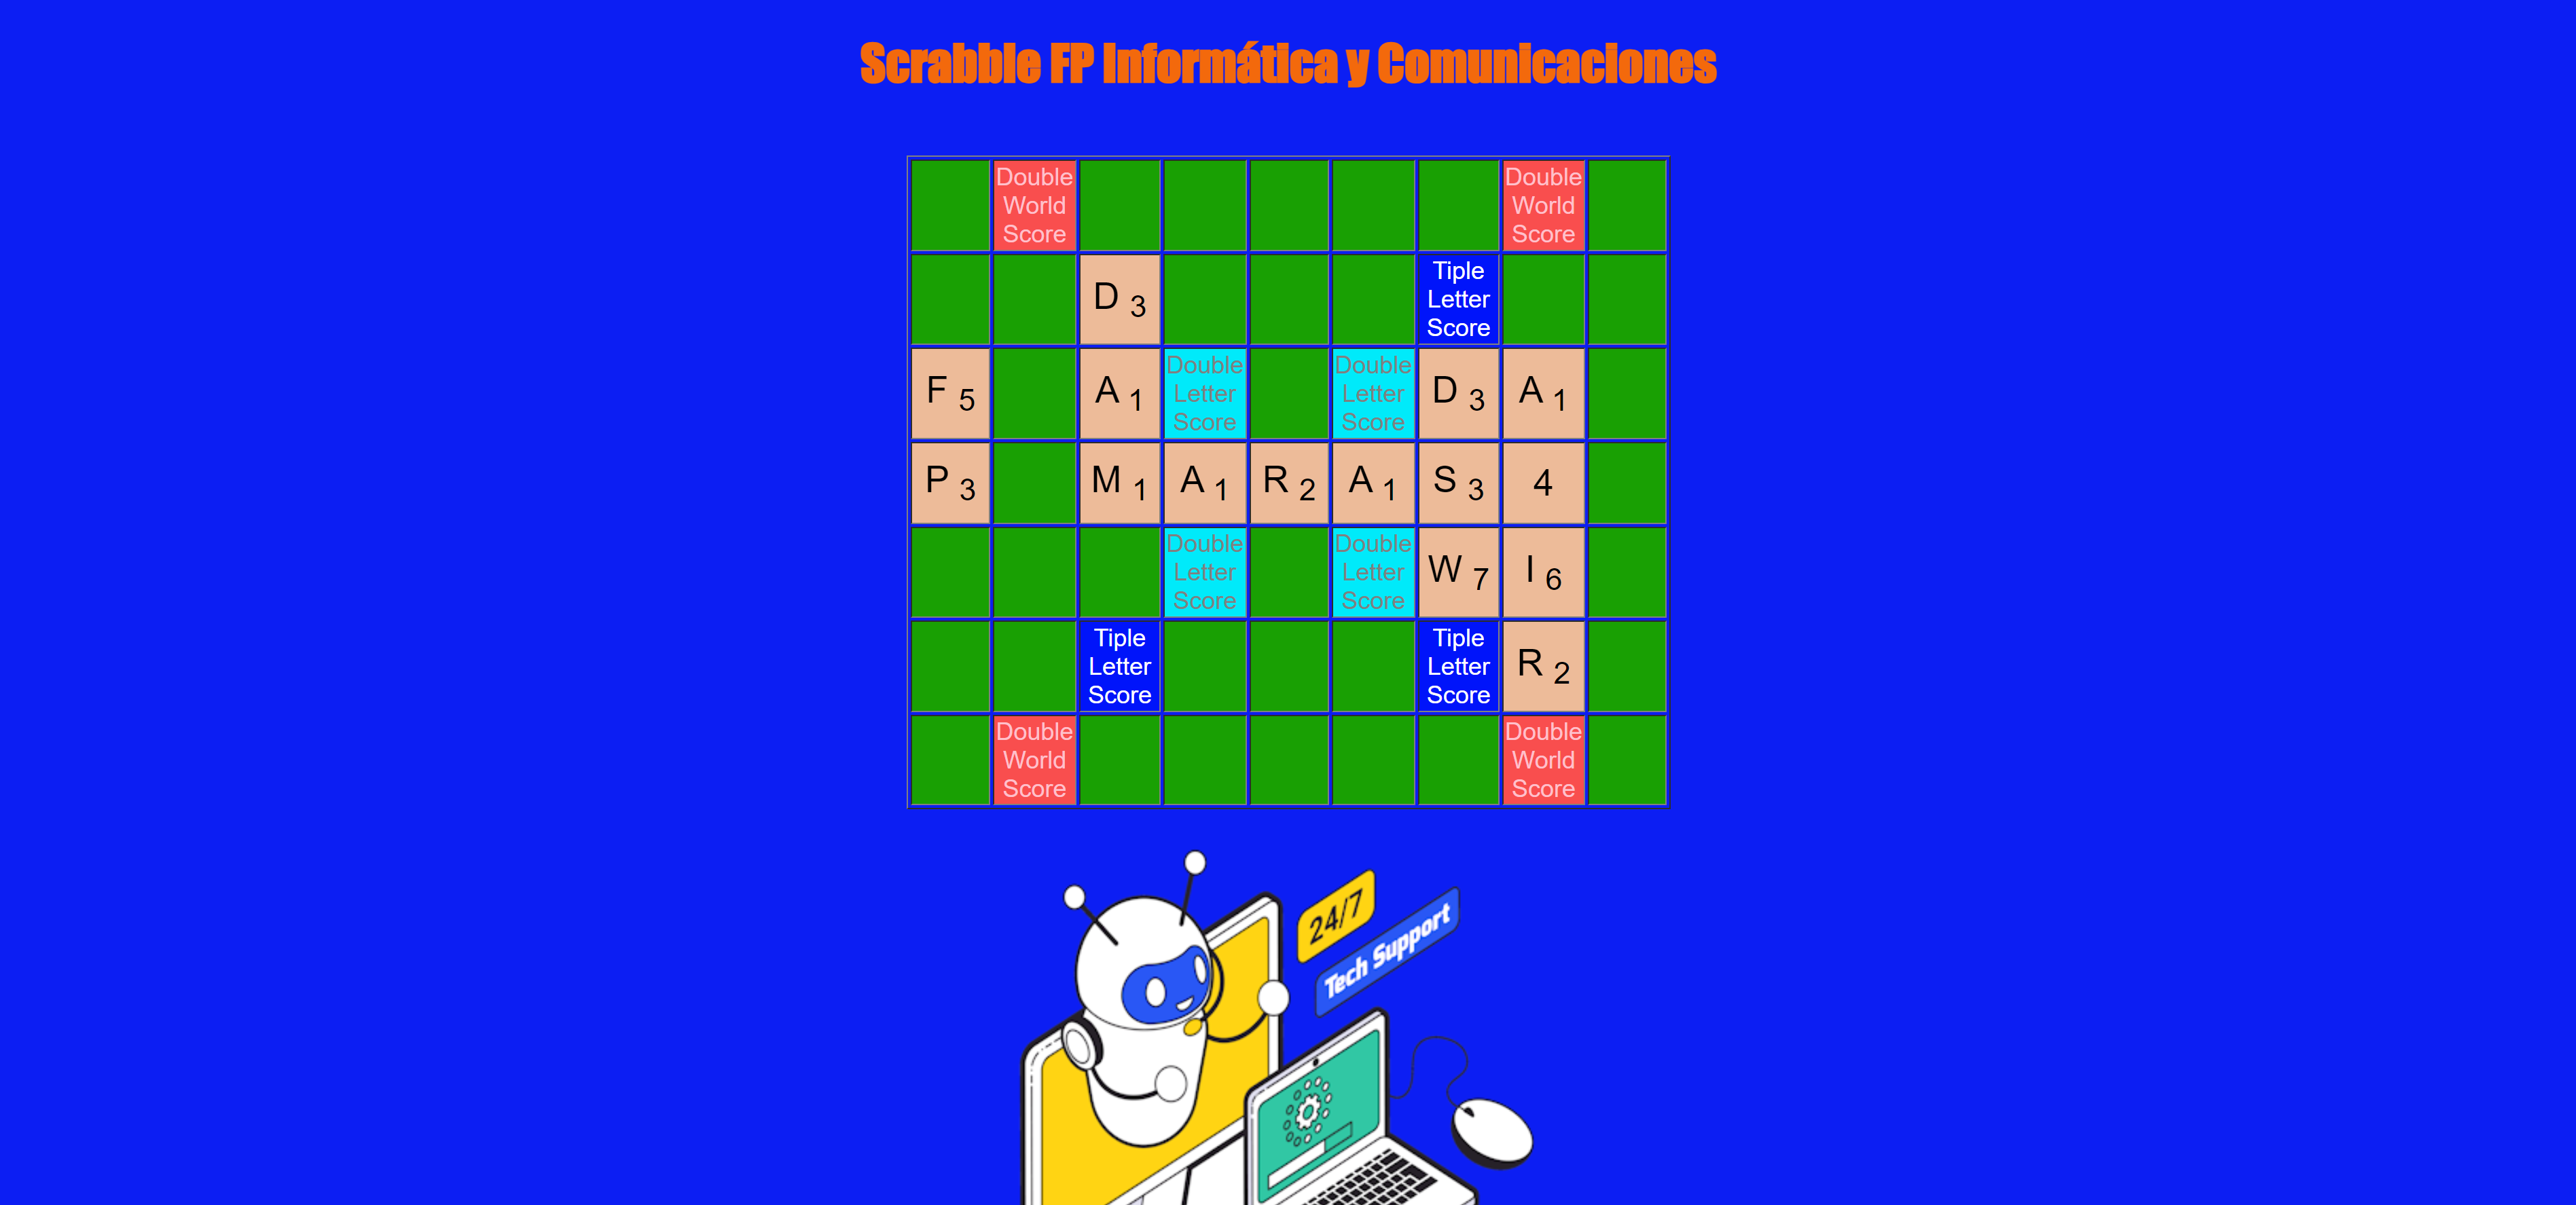 Scrabble FP Informática y Comunicaciones
Double World Score Double World Score
D 3 Tiple Letter Score
F 5 A 1 Double Letter Score Double Letter Score D 3 A 1
P 3 M 1 A 1 R 2 A 1 S 3 4
Double Letter Score Double Letter Score W 7 I 6
Tiple Letter Score Tiple Letter Score R 2
Double World Score Double World Score
24/7
Tech Support